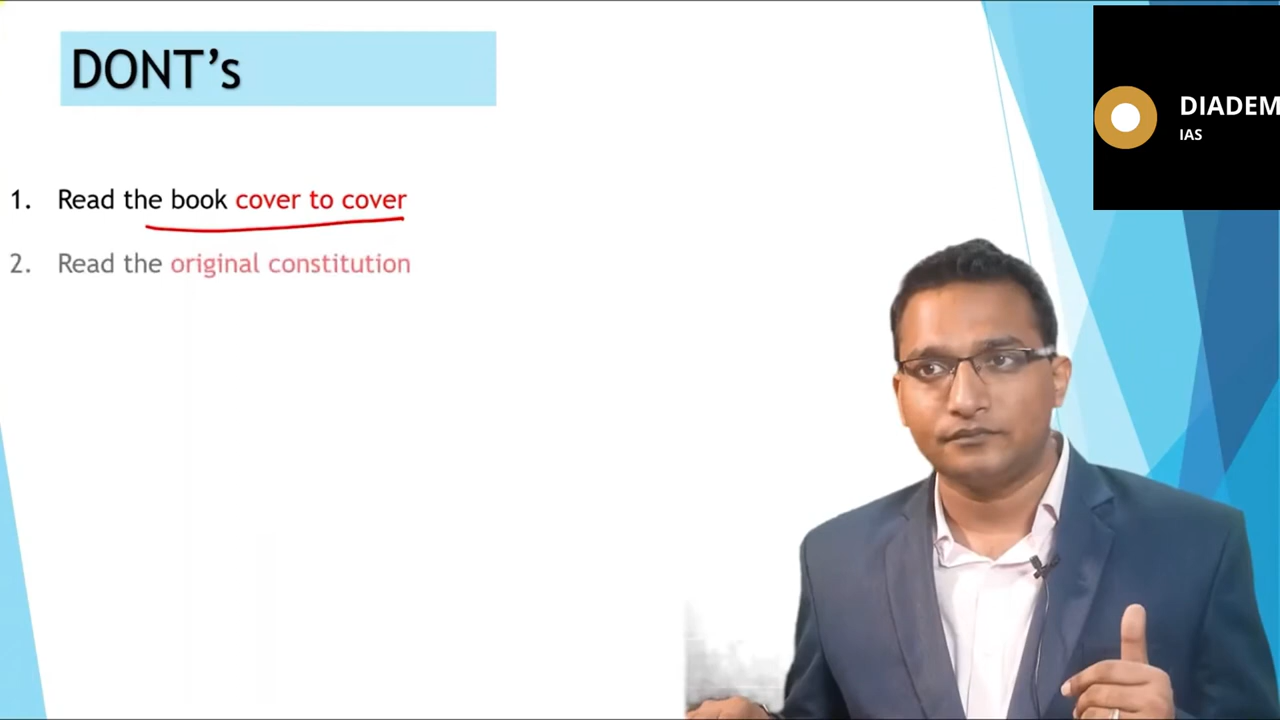 DONT’s
DIADEM
IAS
1. Read the book cover to cover
2. Read the original constitution